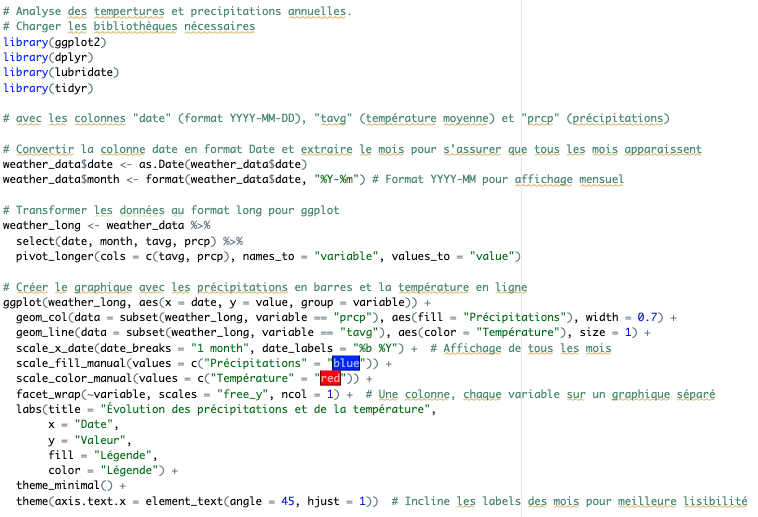 # Analyse des tempertures et precipitations annuelles.
# Charger les bibliothèques nécessaires
library(ggplot2)
library(dplyr)
library(lubridate)
library(tidyr)
# avec les colonnes "date" (format YYYY-MM-DD), "tavg" (température moyenne) et "prcp" (précipitations)
# Convertir la colonne date en format Date et extraire le mois pour s'assurer que tous les mois apparaissent
weather_data$date <- as.Date(weather_data$date)
weather_data$month <- format(weather_data$date, "%Y-%m") # Format YYYY-MM pour affichage mensuel
# Transformer les données au format long pour ggplot
weather_long <- weather_data %>%
  select(date, month, tavg, prcp) %>%
  pivot_longer(cols = c(tavg, prcp), names_to = "variable", values_to = "value")
# Créer le graphique avec les précipitations en barres et la température en ligne
ggplot(weather_long, aes(x = date, y = value, group = variable)) +
  geom_col(data = subset(weather_long, variable == "prcp"), aes(fill = "Précipitations"), width = 0.7) +
  geom_line(data = subset(weather_long, variable == "tavg"), aes(color = "Température"), size = 1) +
  scale_x_date(date_breaks = "1 month", date_labels = "%b %Y") +  # Affichage de tous les mois
  scale_fill_manual(values = c("Précipitations" = "blue")) +
  scale_color_manual(values = c("Température" = "red")) +
  facet_wrap(~variable, scales = "free_y", ncol = 1) +  # Une colonne, chaque variable sur un graphique séparé
  labs(title = "Évolution des précipitations et de la température",
       x = "Date",
       y = "Valeur",
       fill = "Légende",
       color = "Légende") +
  theme_minimal() +
  theme(axis.text.x = element_text(angle = 45, hjust = 1))  # Incline les labels des mois pour meilleure lisibilité